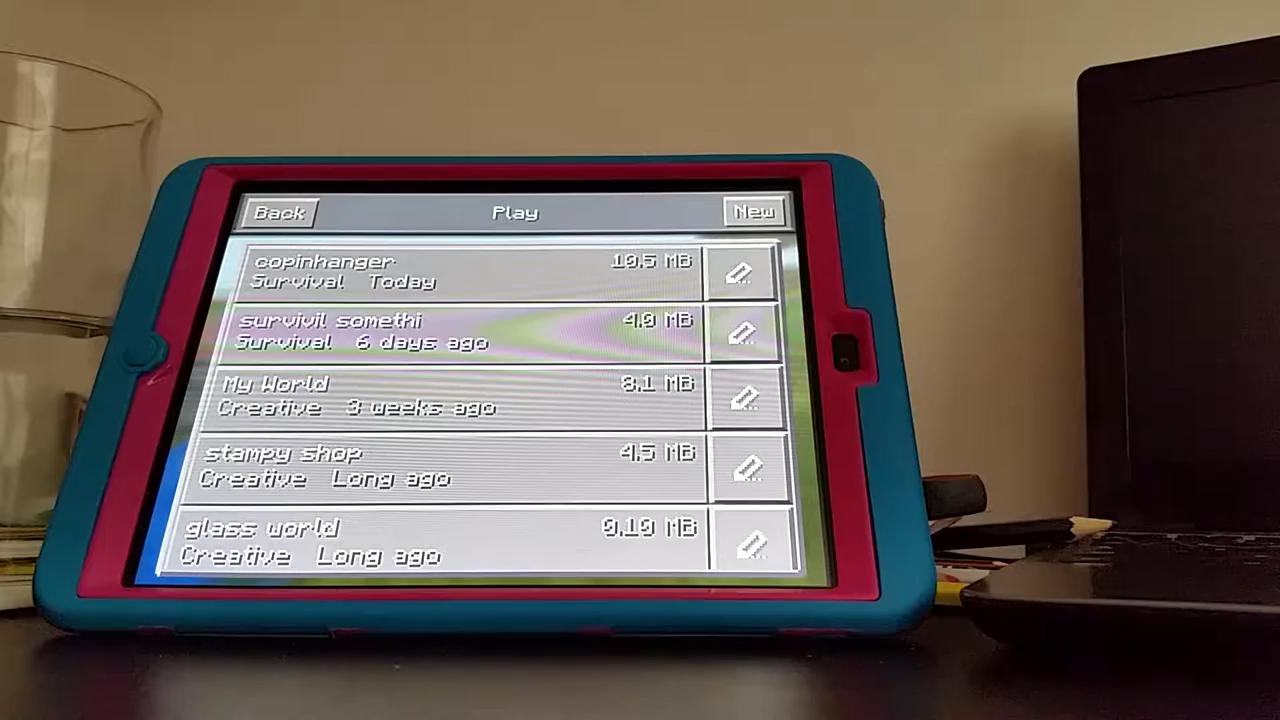 Back Play New
copinhanger 10.5 MB
Survival Today
survivil somethi 4.0 MB
Survival 6 days ago
My World 8.1 MB
Creative 3 weeks ago
stampy shop 4.5 MB
Creative Long ago
glass world 0.10 MB
Creative Long ago